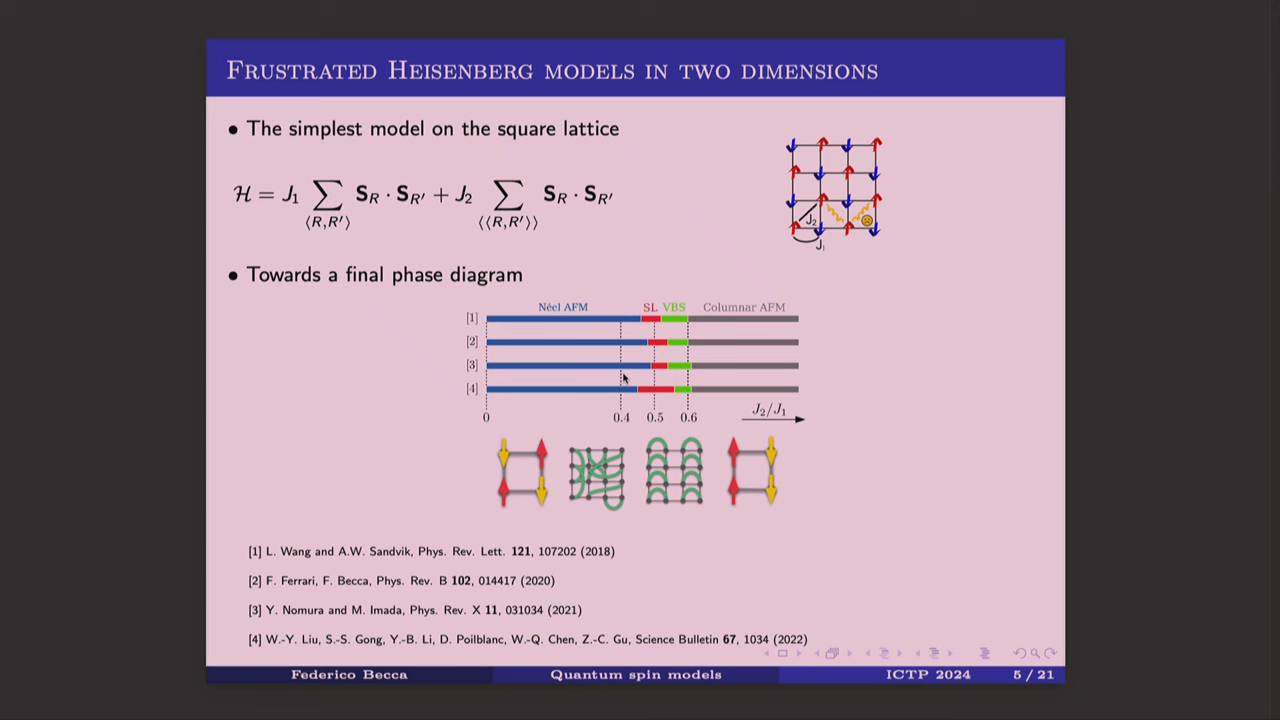 Frustrated Heisenberg models in two dimensions
• The simplest model on the square lattice
ℋ = J₁ ∑ S_R · S_R′ + J₂ ∑ S_R · S_R′
⟨R,R′⟩ ⟨⟨R,R′⟩⟩
J₂
J₁
• Towards a final phase diagram
Néel AFM SL VBS Columnar AFM
[1]
[2]
[3]
[4]
0 0.4 0.5 0.6 J₂/J₁
[1] L. Wang and A.W. Sandvik, Phys. Rev. Lett. 121, 107202 (2018)
[2] F. Ferrari, F. Becca, Phys. Rev. B 102, 014417 (2020)
[3] Y. Nomura and M. Imada, Phys. Rev. X 11, 031034 (2021)
[4] W.-Y. Liu, S.-S. Gong, Y.-B. Li, D. Poilblanc, W.-Q. Chen, Z.-C. Gu, Science Bulletin 67, 1034 (2022)
Federico Becca Quantum spin models ICTP 2024 5 / 21